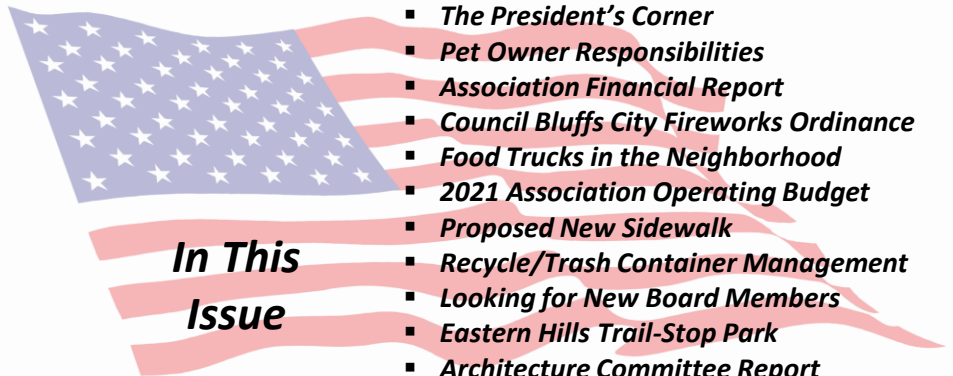 In This
Issue
▪ The President’s Corner
▪ Pet Owner Responsibilities
▪ Association Financial Report
▪ Council Bluffs City Fireworks Ordinance
▪ Food Trucks in the Neighborhood
▪ 2021 Association Operating Budget
▪ Proposed New Sidewalk
▪ Recycle/Trash Container Management
▪ Looking for New Board Members
▪ Eastern Hills Trail-Stop Park
▪ Architecture Committee Report